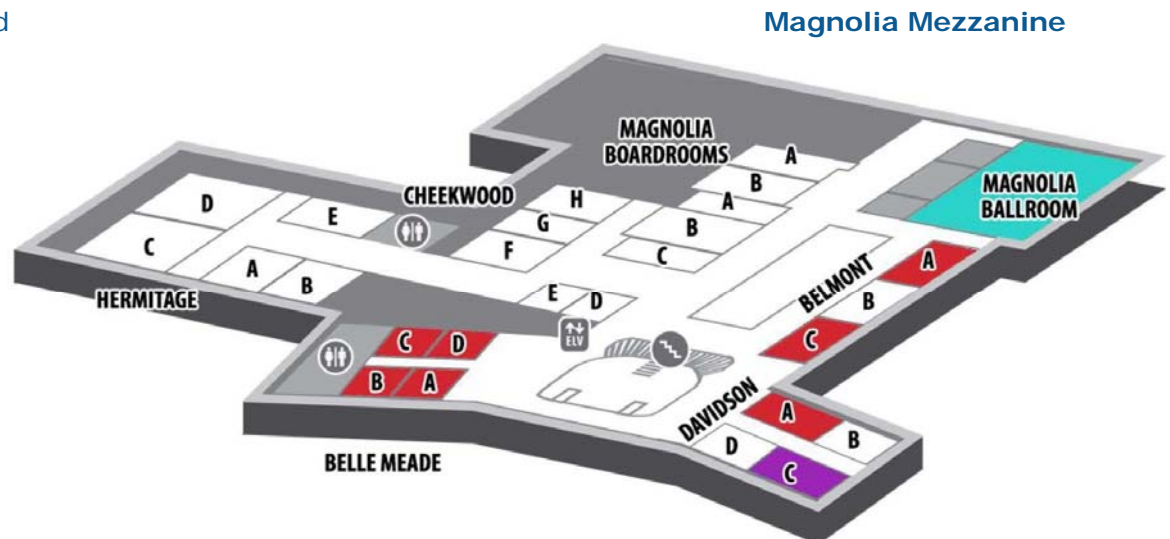 d
Magnolia Mezzanine
MAGNOLIA
BOARDROOMS
A
B
A
B
C
CHEEKWOOD
H
G
F
E
D
D
E
C
A
B
HERMITAGE
MAGNOLIA
BALLROOM
BELMONT
A
B
C
ELV
C
D
B
A
BELLE MEADE
DAVIDSON
A
B
D
C